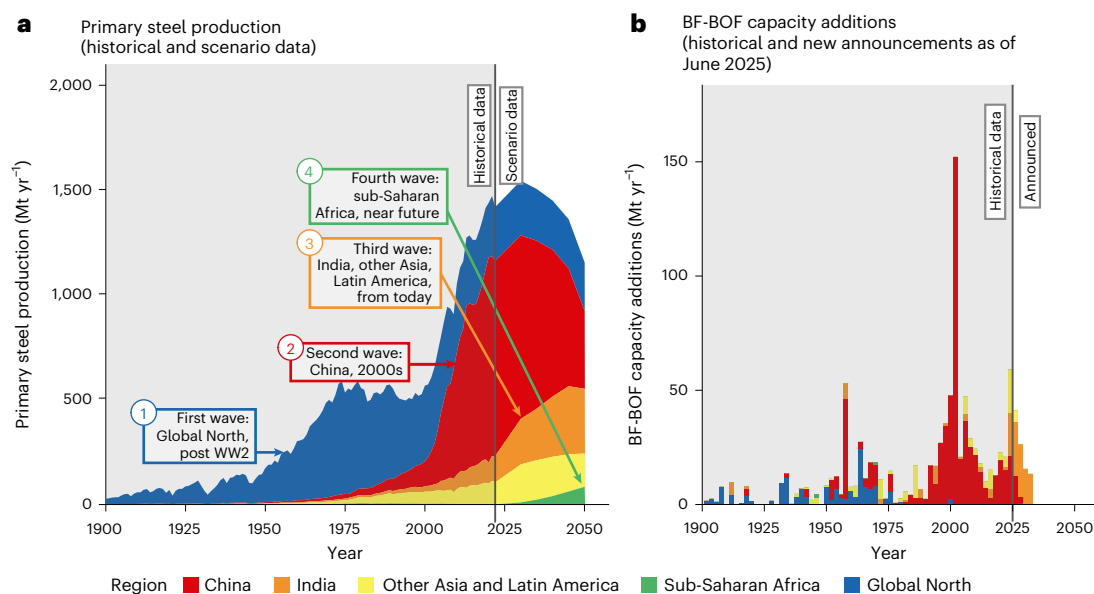 a
Primary steel production
(historical and scenario data)
Primary steel production (Mt yr⁻¹)
2,000
1,500
1,000
500
0
Historical data
Scenario data
4
Fourth wave:
sub-Saharan
Africa, near future
3
Third wave:
India, other Asia,
Latin America,
from today
2
Second wave:
China, 2000s
1
First wave:
Global North,
post WW2
1900
1925
1950
1975
2000
2025
2050
Year
b
BF-BOF capacity additions
(historical and new announcements as of
June 2025)
BF-BOF capacity additions (Mt yr⁻¹)
150
100
50
0
Historical data
Announced
1900
1925
1950
1975
2000
2025
2050
Year
Region China India Other Asia and Latin America Sub-Saharan Africa Global North